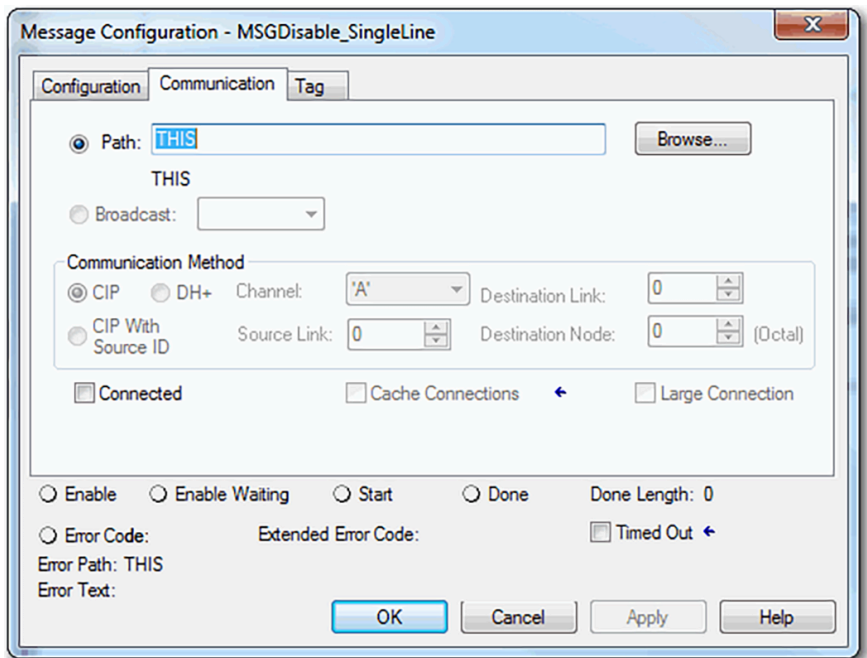 Message Configuration - MSGDisable_SingleLine
Configuration Communication Tag
Path: THIS Browse...
THIS
Broadcast:
Communication Method
CIP DH+ Channel: 'A' Destination Link: 0
CIP With Source ID Source Link: 0 Destination Node: 0 (Octal)
Connected Cache Connections Large Connection
Enable Enable Waiting Start Done Done Length: 0
Error Code: Extended Error Code: Timed Out
Error Path: THIS
Error Text:
OK Cancel Apply Help